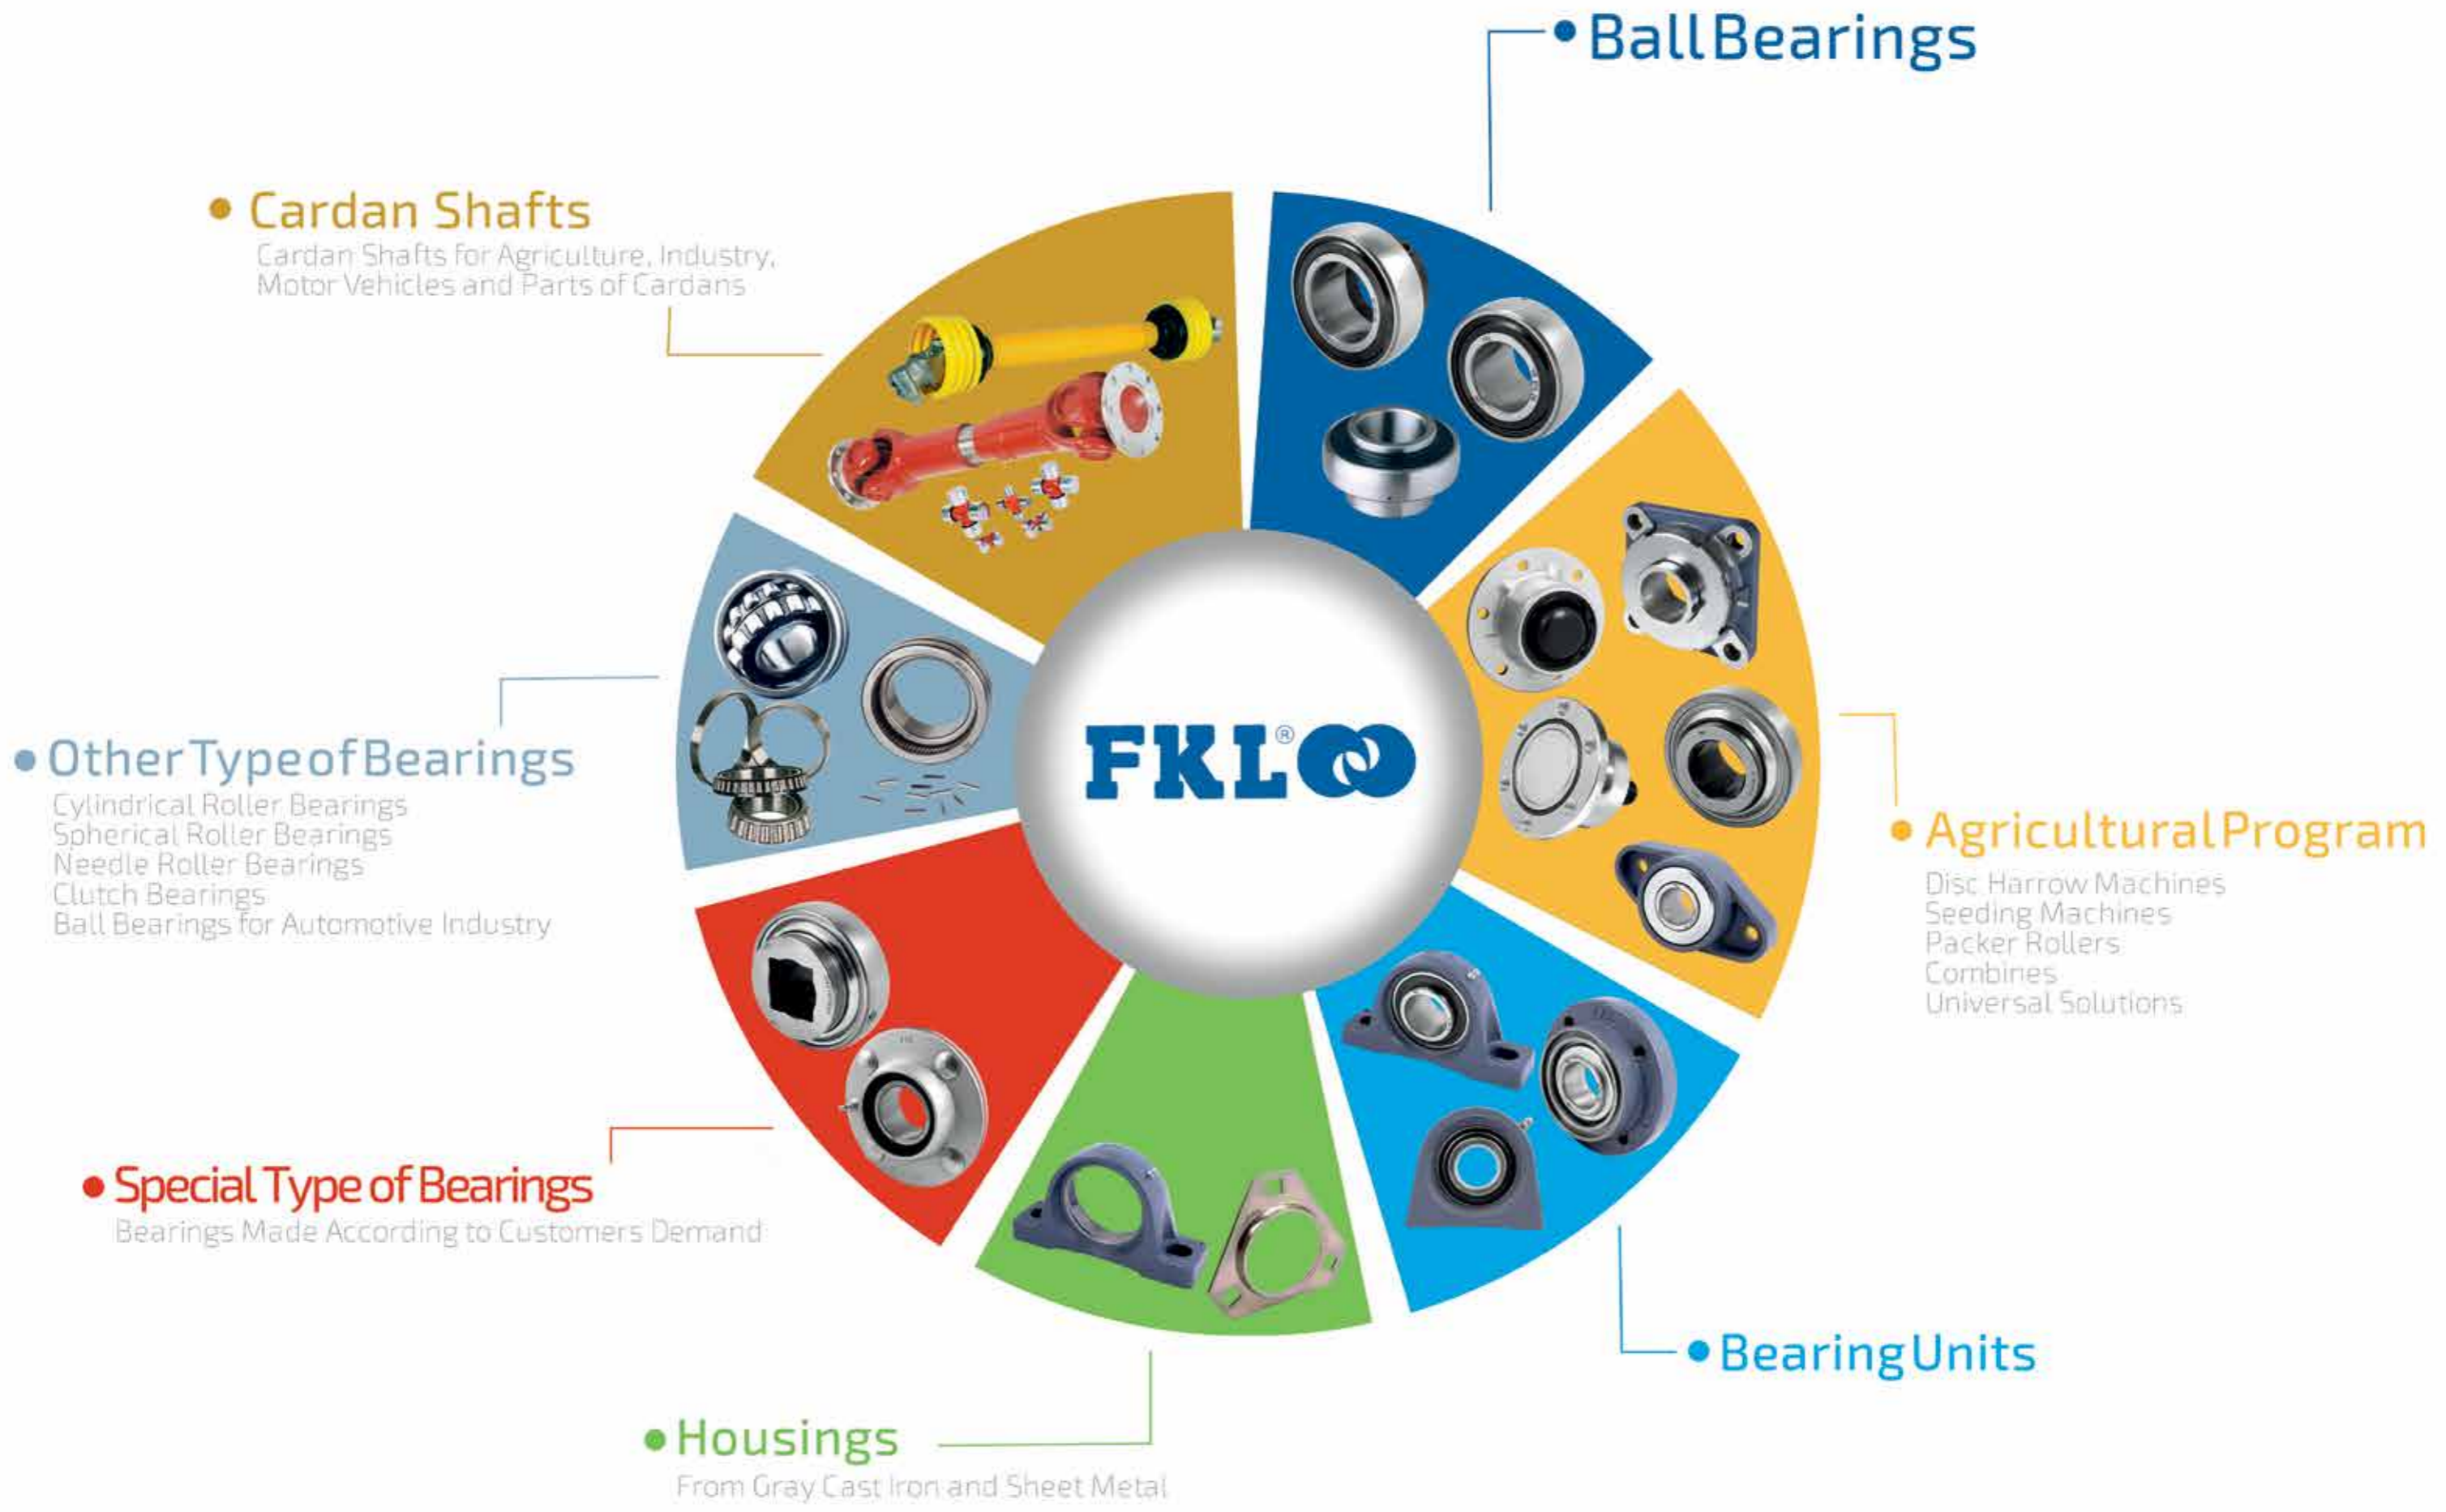 Ball Bearings
Cardan Shafts
Cardan Shafts for Agriculture, Industry,
Motor Vehicles and Parts of Cardans
FKL®
Other Type of Bearings
Cylindrical Roller Bearings
Spherical Roller Bearings
Needle Roller Bearings
Clutch Bearings
Ball Bearings for Automotive Industry
Agricultural Program
Disc Harrow Machines
Seeding Machines
Packer Rollers
Combines
Universal Solutions
Special Type of Bearings
Bearings Made According to Customers Demand
Bearing Units
Housings
From Gray Cast Iron and Sheet Metal